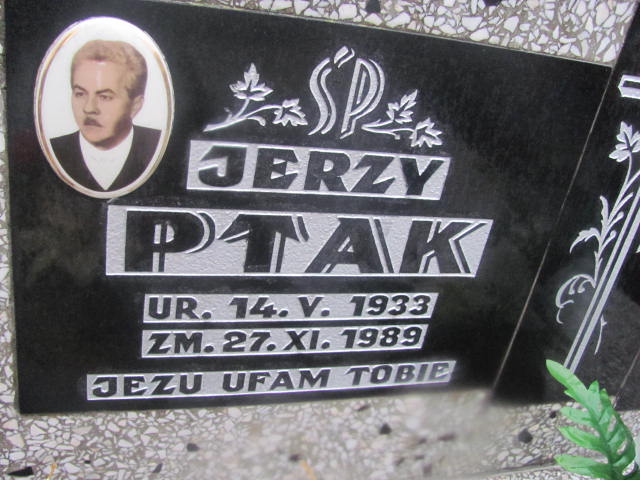 ŚP
JERZY
PTAK
UR. 14. V. 1933
ZM. 27. XI. 1989
JEZU UFAM TOBIE